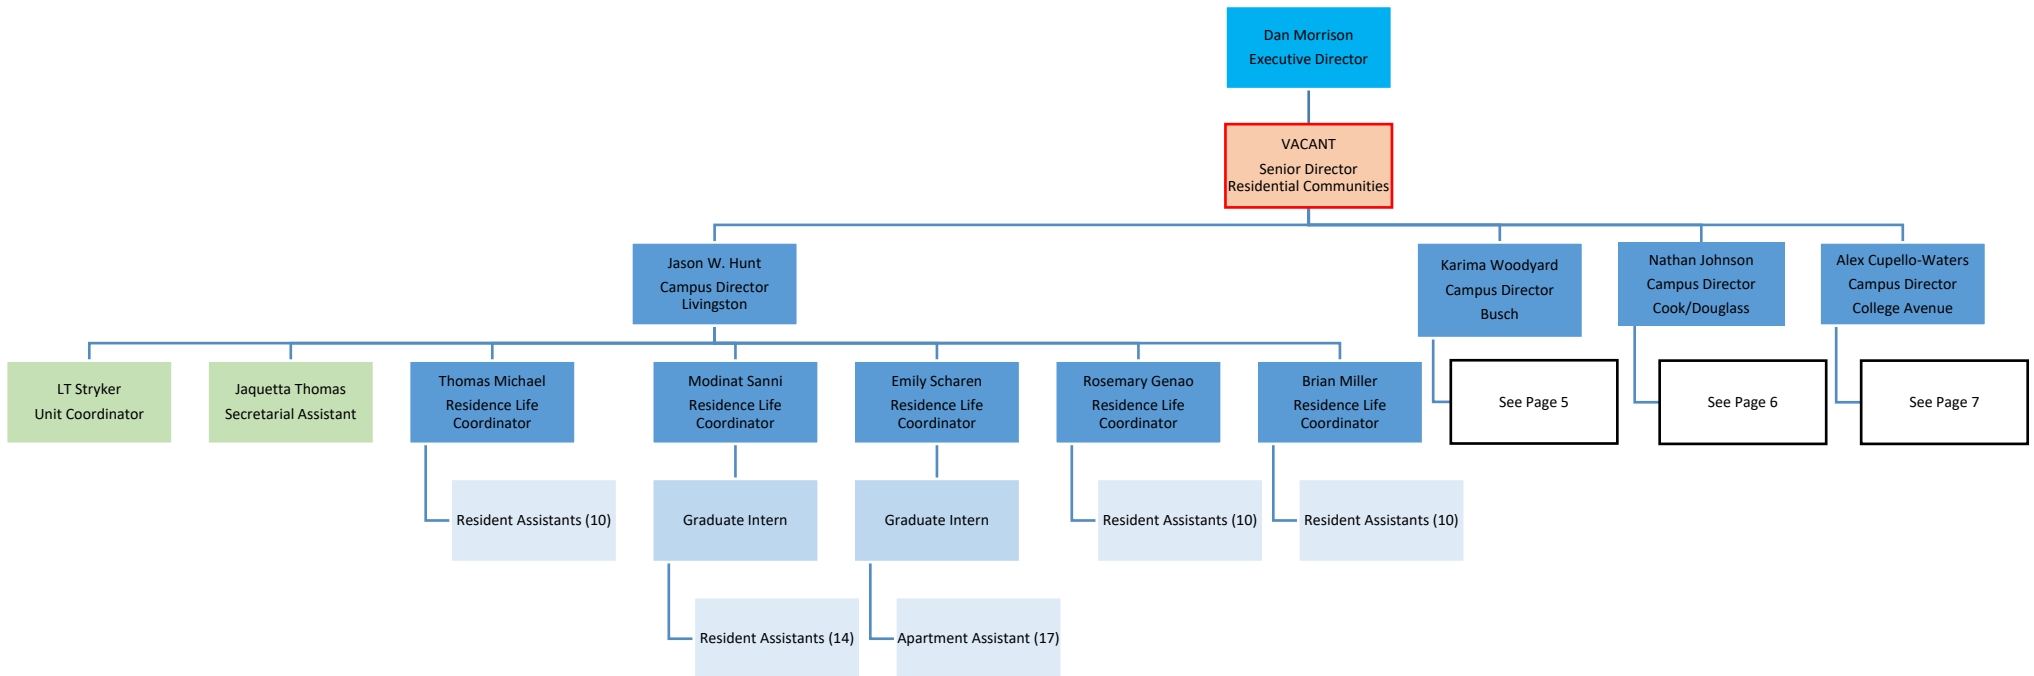 Dan Morrison
Executive Director
VACANT
Senior Director
Residential Communities
Jason W. Hunt
Campus Director
Livingston
Karima Woodyard
Campus Director
Busch
Nathan Johnson
Campus Director
Cook/Douglass
Alex Cupello-Waters
Campus Director
College Avenue
LT Stryker
Unit Coordinator
Jaquetta Thomas
Secretarial Assistant
Thomas Michael
Residence Life
Coordinator
Modinat Sanni
Residence Life
Coordinator
Emily Scharen
Residence Life
Coordinator
Rosemary Genao
Residence Life
Coordinator
Brian Miller
Residence Life
Coordinator
See Page 5
See Page 6
See Page 7
Resident Assistants (10)
Graduate Intern
Graduate Intern
Resident Assistants (10)
Resident Assistants (10)
Resident Assistants (14)
Apartment Assistant (17)